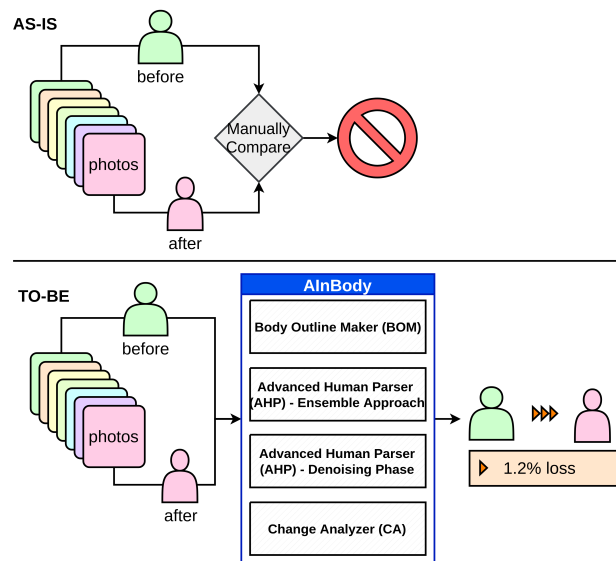 AS-IS
before
Manually
Compare
photos
after
TO-BE
before
photos
after
AInBody
Body Outline Maker (BOM)
Advanced Human Parser
(AHP) - Ensemble Approach
Advanced Human Parser
(AHP) - Denoising Phase
Change Analyzer (CA)
1.2% loss